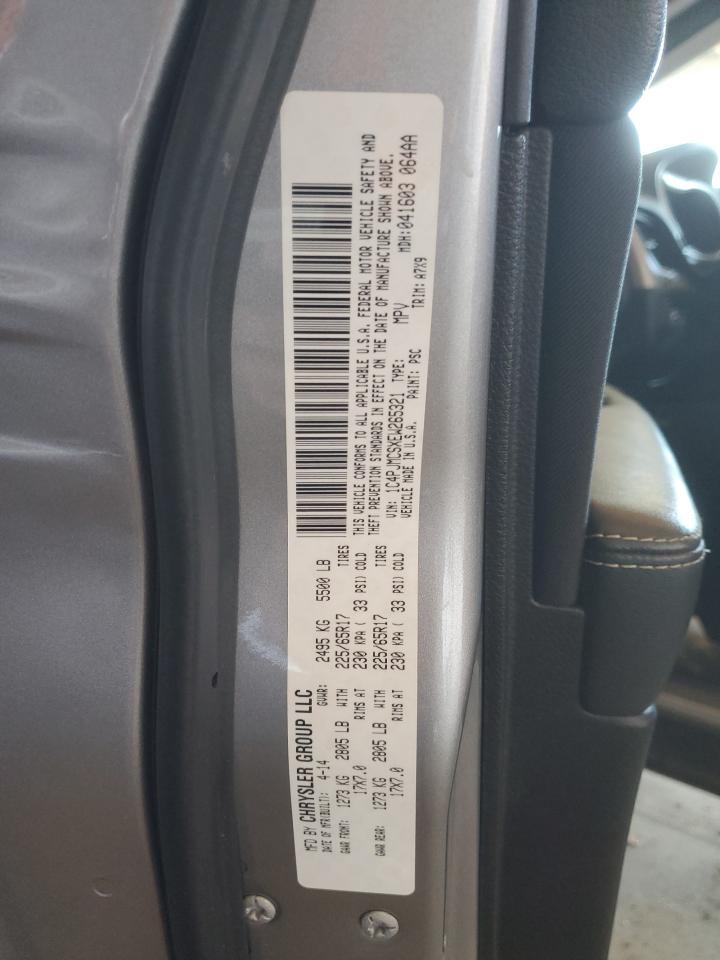 MFD BY CHRYSLER GROUP LLC
DATE OF MFR(BUILT): 4-14 GVWR: 2495 KG 5500 LB
GAWR FRONT: 1273 KG 2805 LB WITH 225/65R17 TIRES
17X7.0 RIMS AT 230 KPA ( 33 PSI) COLD
GAWR REAR: 1273 KG 2805 LB WITH 225/65R17 TIRES
17X7.0 RIMS AT 230 KPA ( 33 PSI) COLD
THIS VEHICLE CONFORMS TO ALL APPLICABLE U.S.A. FEDERAL MOTOR VEHICLE SAFETY AND
THEFT PREVENTION STANDARDS IN EFFECT ON THE DATE OF MANUFACTURE SHOWN ABOVE.
VIN: 1C4PJMCSXEW265321 TYPE: MPV MDH:041603 064AA
VEHICLE MADE IN U.S.A. PAINT: PSC TRIM: A7X9